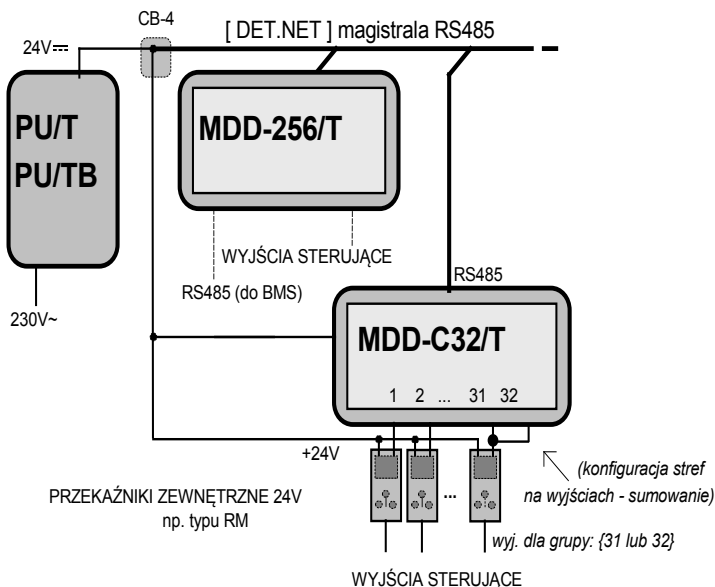 CB-4
[ DET.NET ] magistrala RS485
24V
PU/T
PU/TB
MDD-256/T
WYJŚCIA STERUJĄCE
RS485 (do BMS)
RS485
230V~
MDD-C32/T
1 2 ... 31 32
+24V
(konfiguracja stref
na wyjściach - sumowanie)
PRZEKAŹNIKI ZEWNĘTRZNE 24V
np. typu RM
...
wyj. dla grupy: {31 lub 32}
WYJŚCIA STERUJĄCE